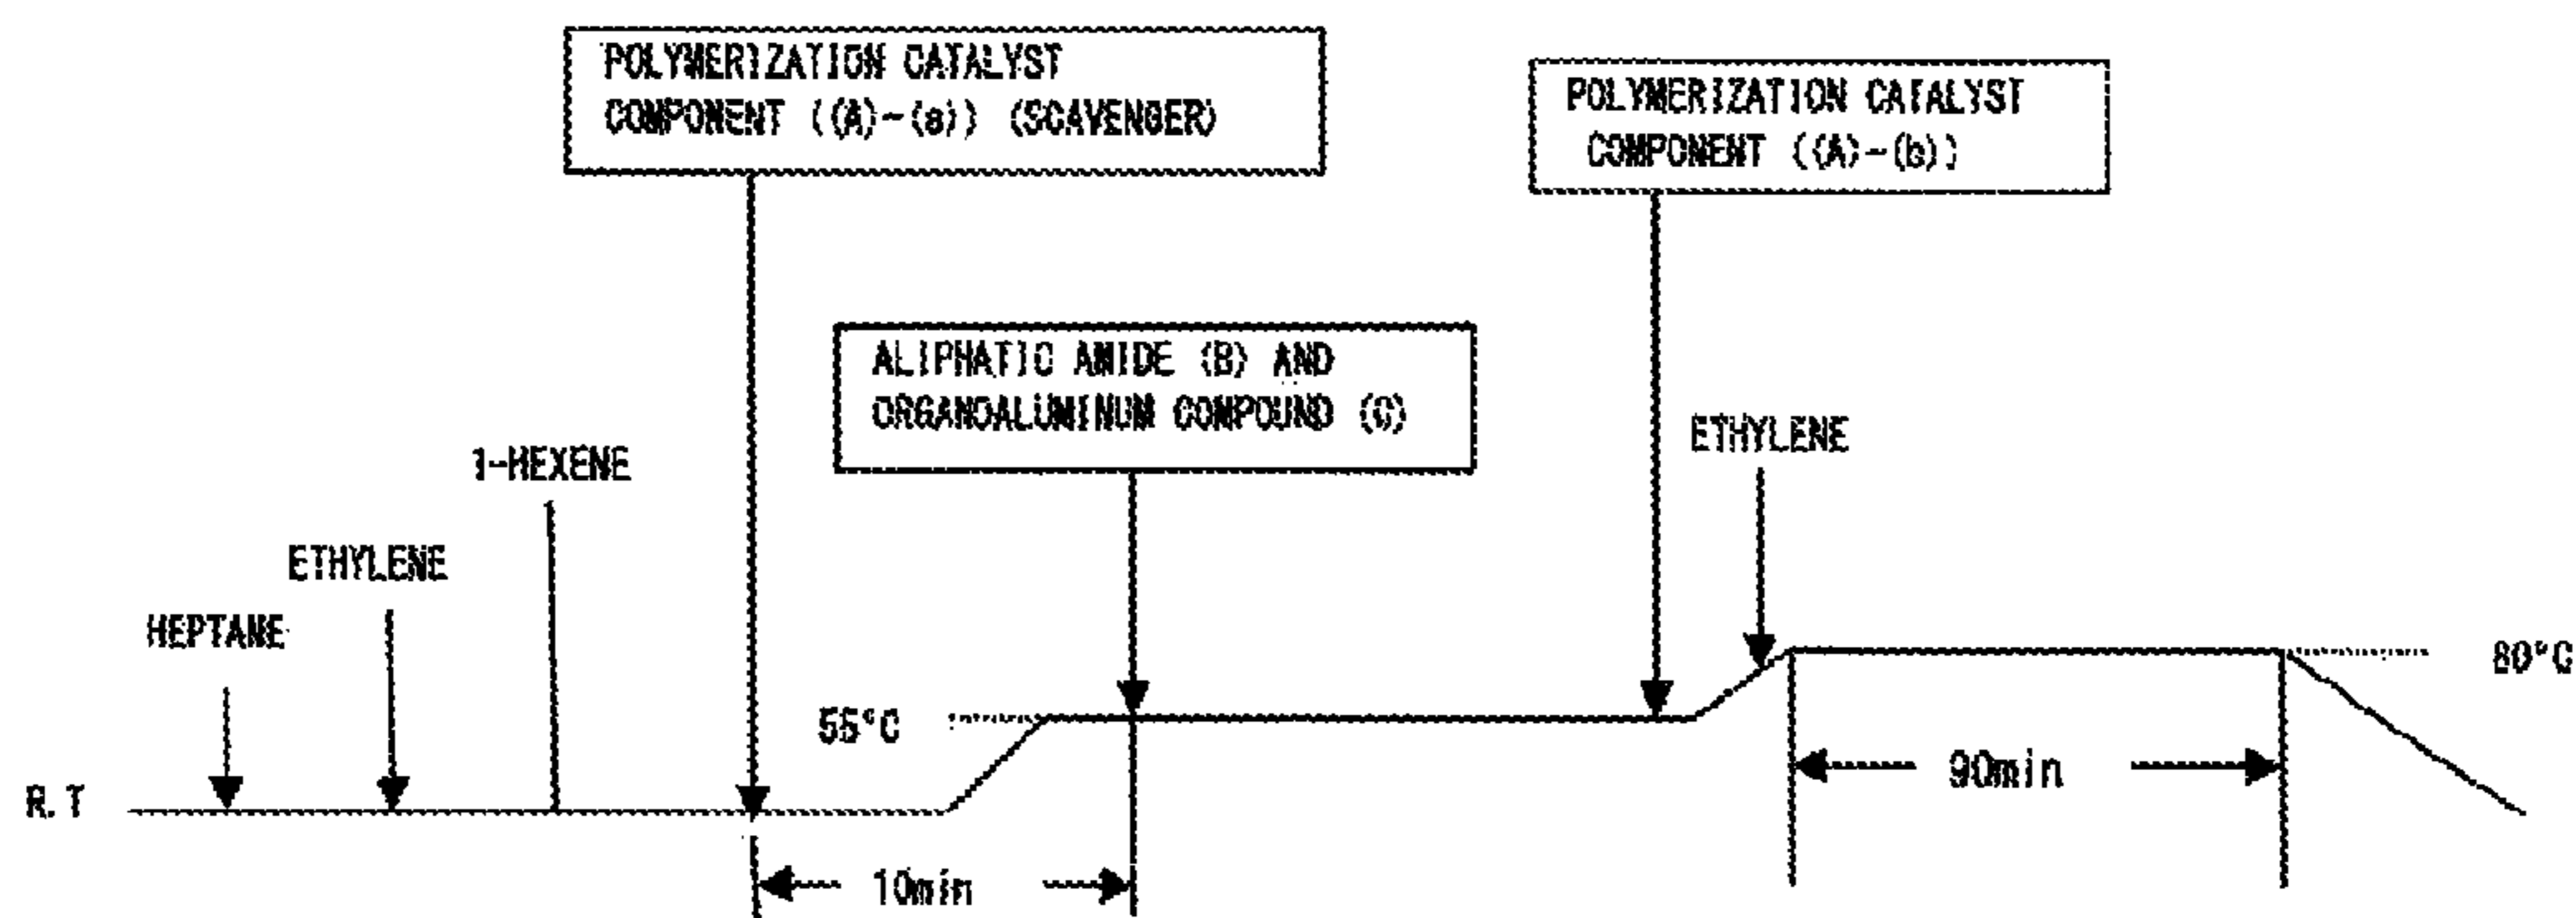 POLYMERIZATION CATALYST
COMPONENT ((A)-(a)) (SCAVENGER)
POLYMERIZATION CATALYST
COMPONENT ((A)-(b))
ALIPHATIC AMIDE (B) AND
ORGANOALUMINUM COMPOUND (C)
ETHYLENE
1-HEXENE
ETHYLENE
HEPTANE
80°C
55°C
90min
R.T
10min